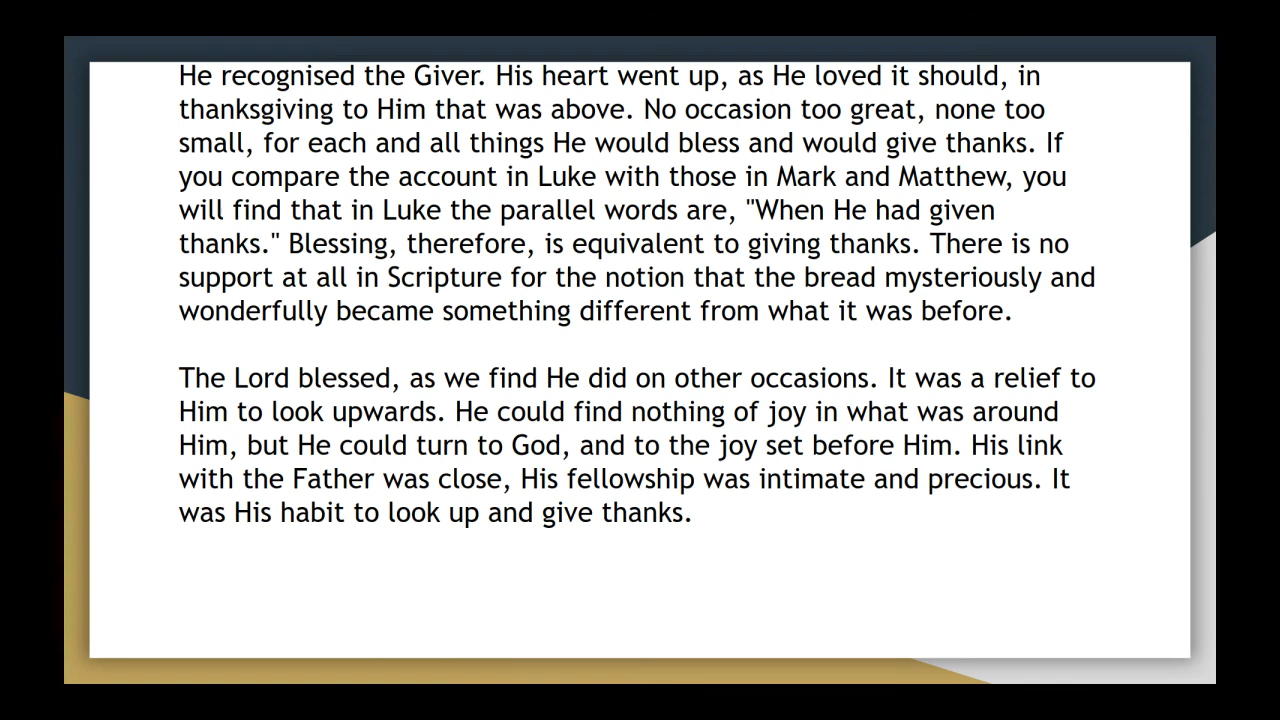 He recognised the Giver. His heart went up, as He loved it should, in
thanksgiving to Him that was above. No occasion too great, none too
small, for each and all things He would bless and would give thanks. If
you compare the account in Luke with those in Mark and Matthew, you
will find that in Luke the parallel words are, "When He had given
thanks." Blessing, therefore, is equivalent to giving thanks. There is no
support at all in Scripture for the notion that the bread mysteriously and
wonderfully became something different from what it was before.
The Lord blessed, as we find He did on other occasions. It was a relief to
Him to look upwards. He could find nothing of joy in what was around
Him, but He could turn to God, and to the joy set before Him. His link
with the Father was close, His fellowship was intimate and precious. It
was His habit to look up and give thanks.